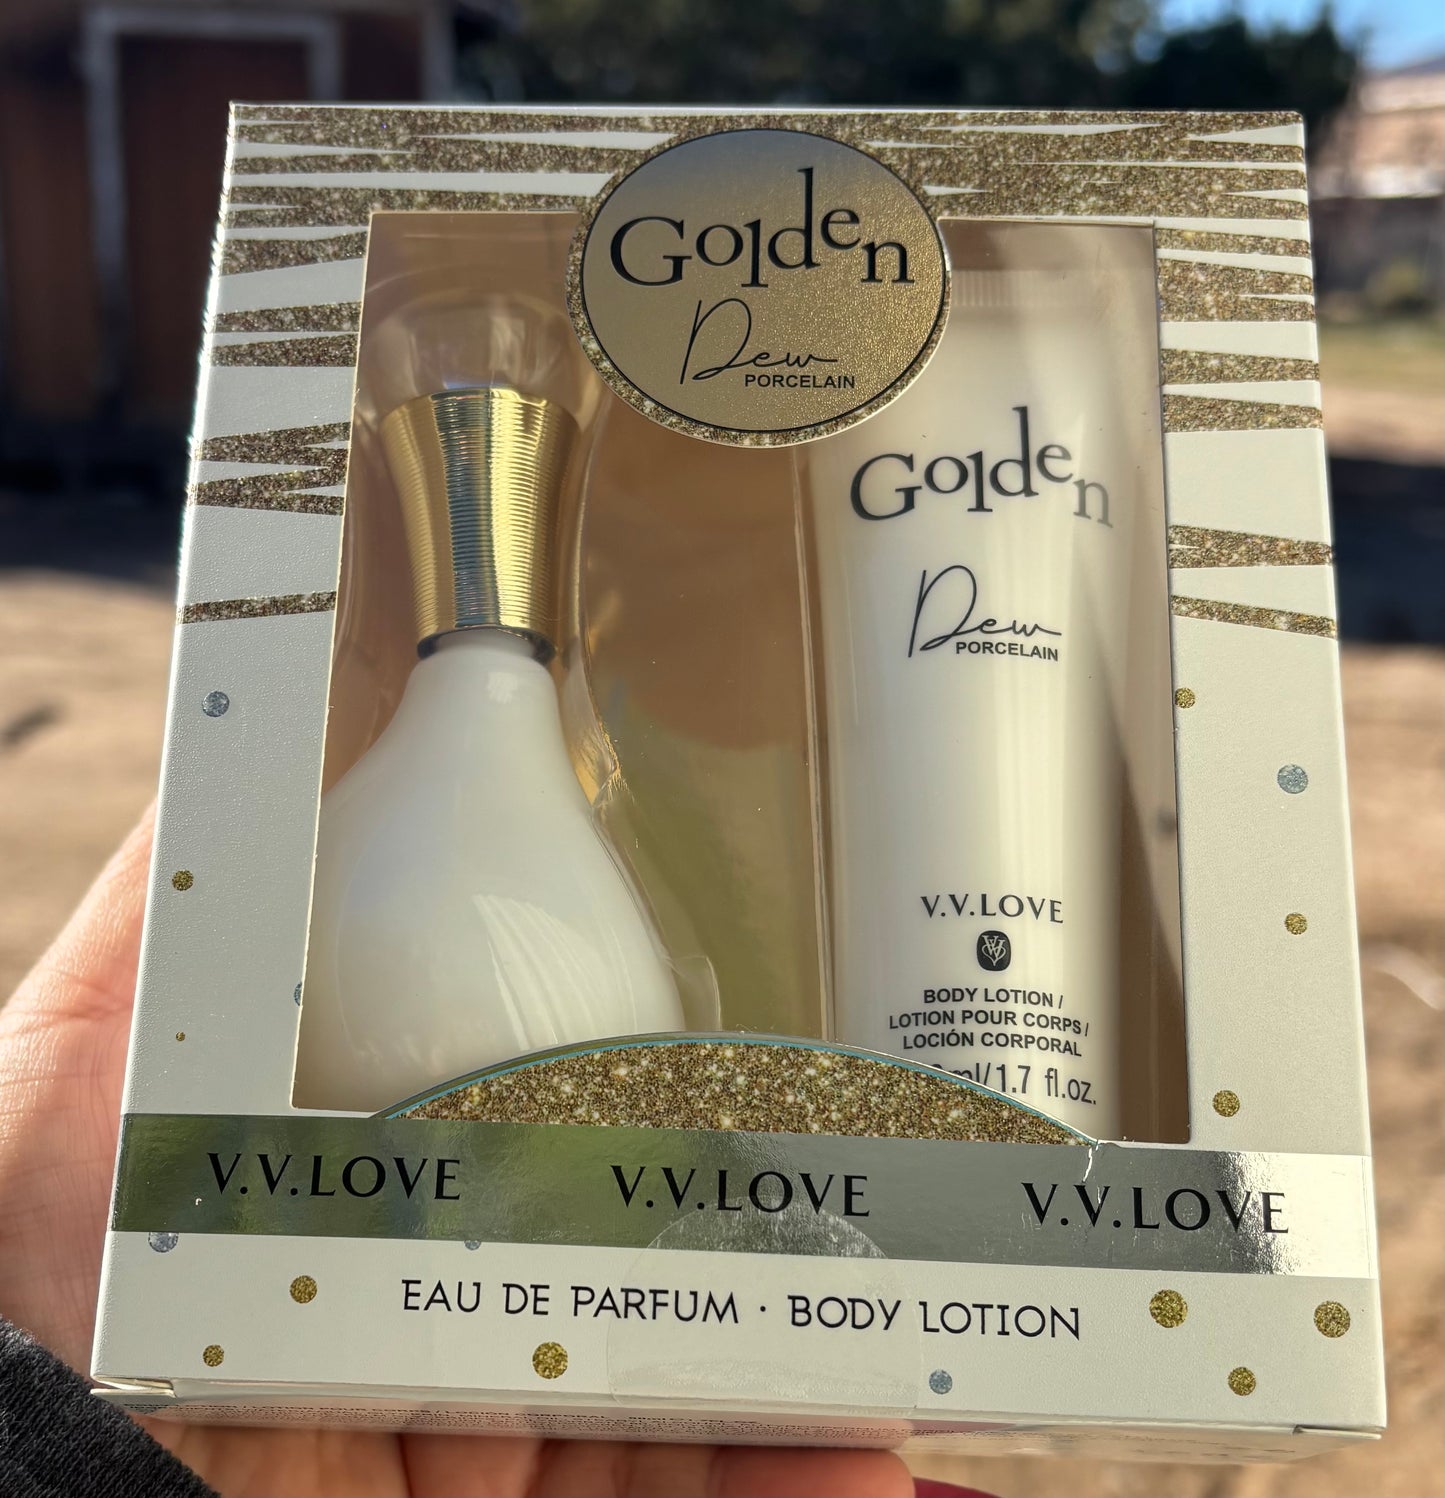 Golden
Dew
PORCELAIN
Golden
Dew
PORCELAIN
V.V.LOVE
BODY LOTION /
LOTION POUR CORPS /
LOCIÓN CORPORAL
ml/1.7 fl.oz.
V.V.LOVE V.V.LOVE V.V.LOVE
EAU DE PARFUM · BODY LOTION